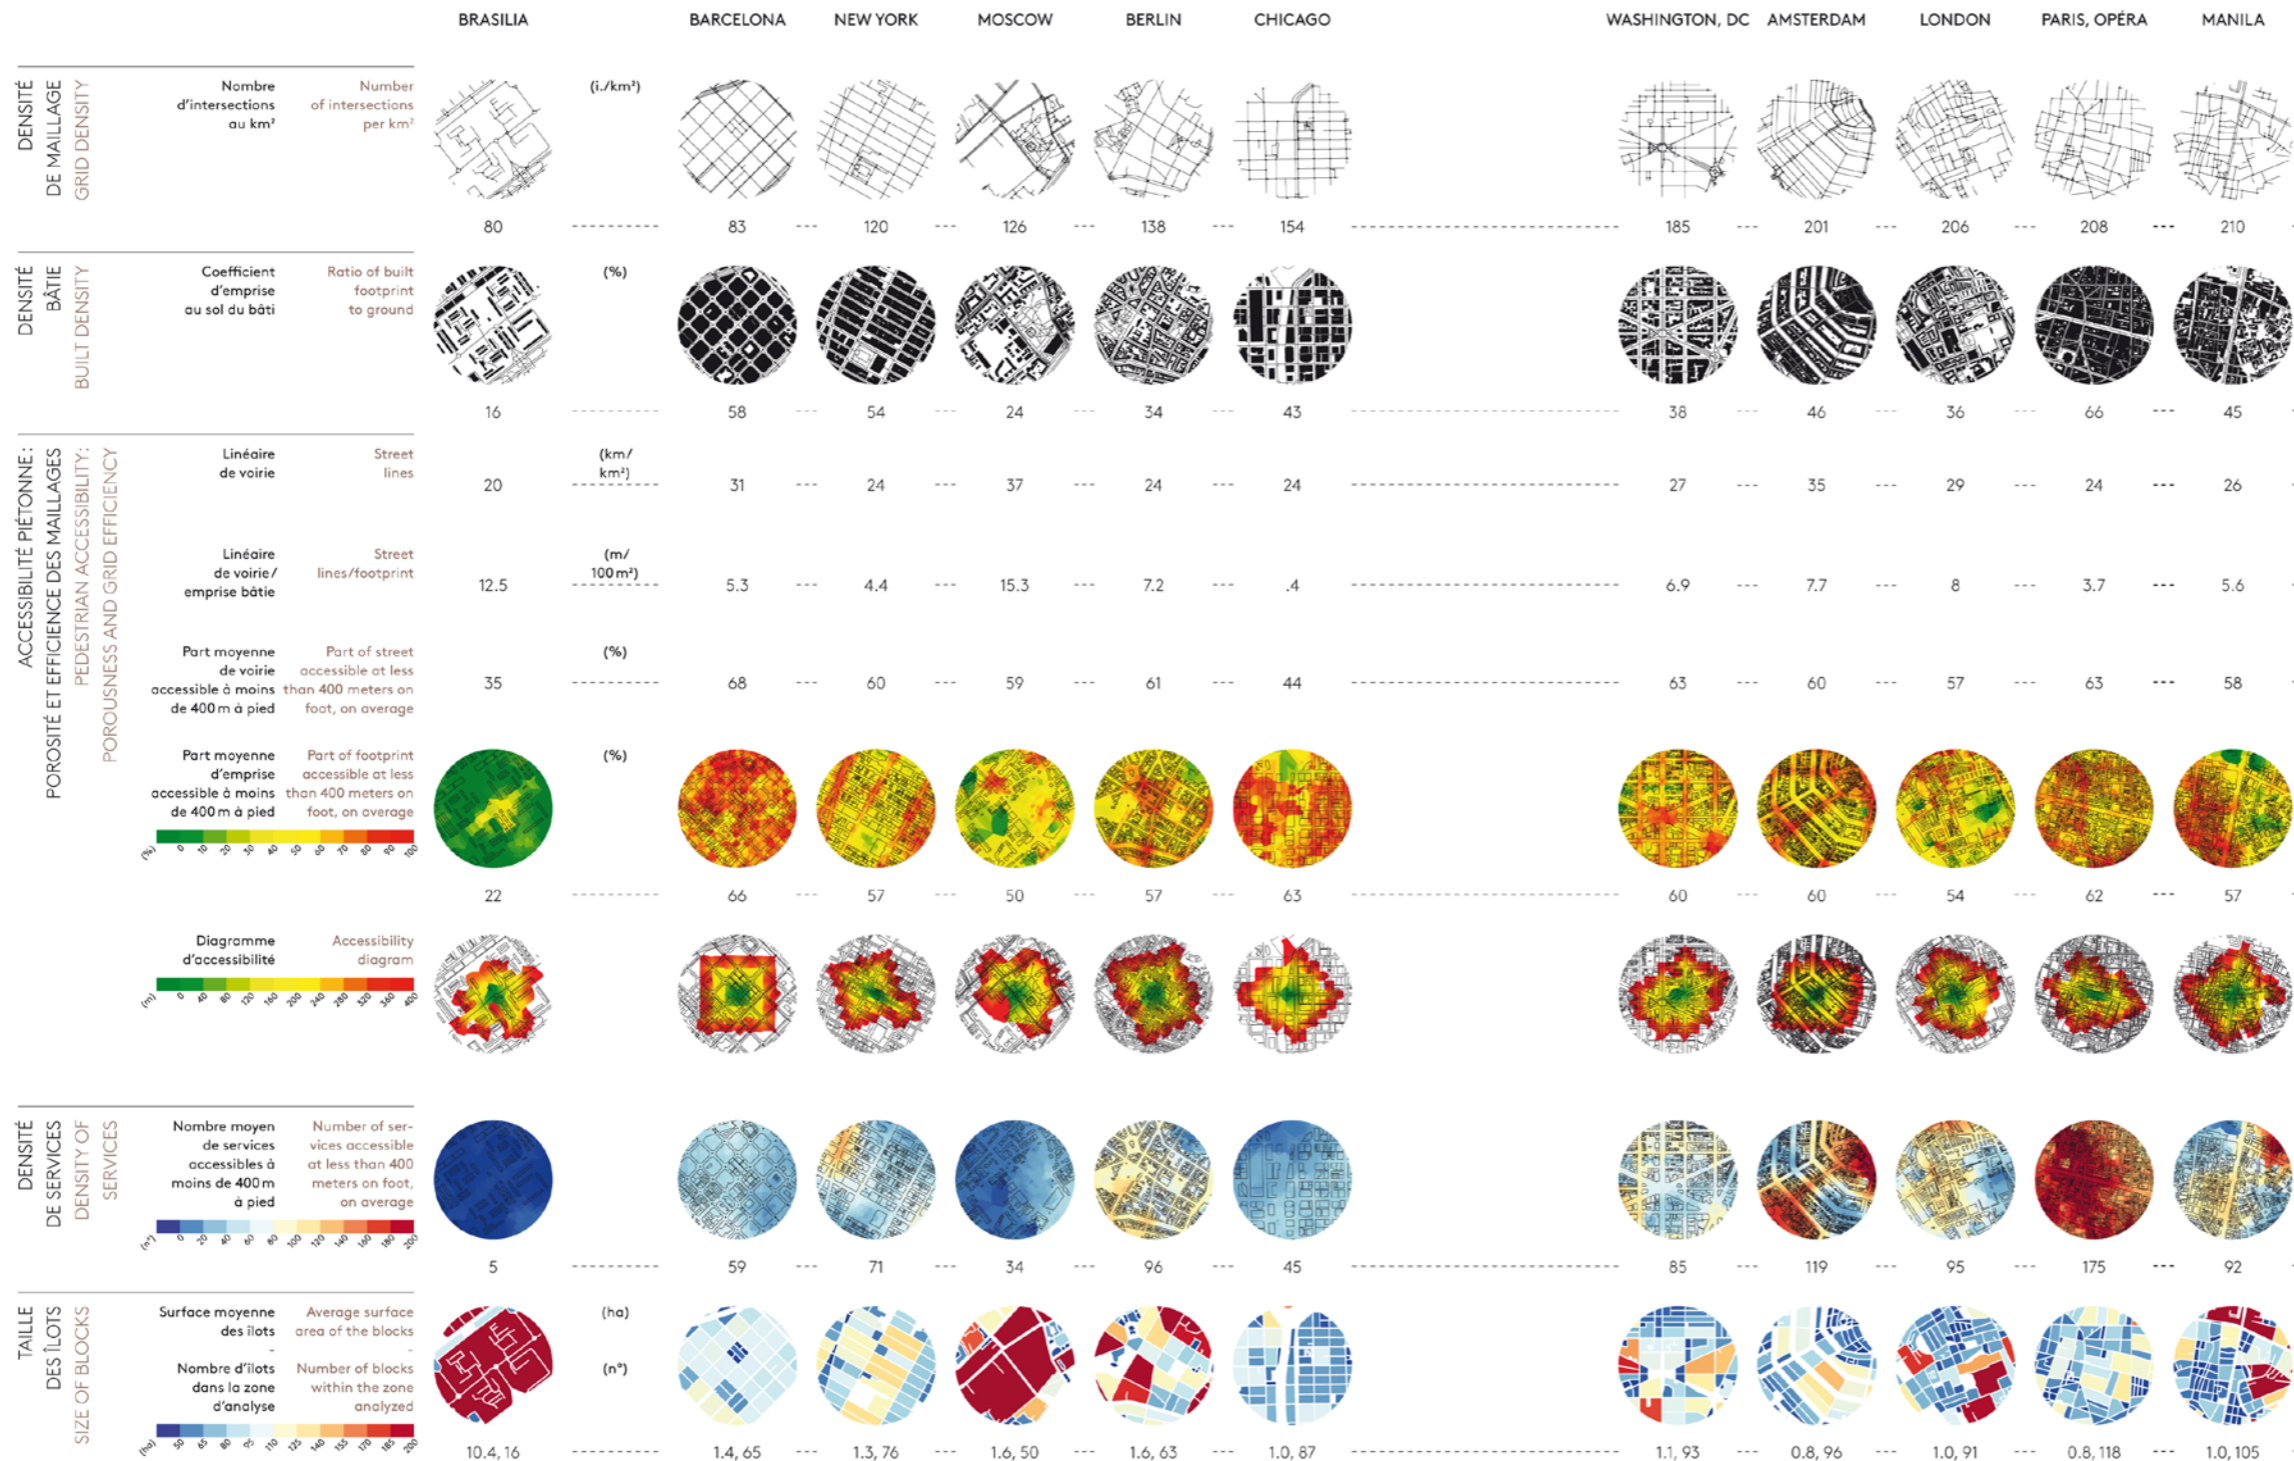 BRASILIA BARCELONA NEW YORK MOSCOW BERLIN CHICAGO WASHINGTON, DC AMSTERDAM LONDON PARIS, OPÉRA MANILA
DENSITÉ
DE MAILLAGE
GRID DENSITY
Nombre
d'intersections
au km²
Number
of intersections
per km²
(i./km²)
80 83 120 126 138 154 185 201 206 208 210
DENSITÉ
BÂTIE
BUILT DENSITY
Coefficient
d'emprise
au sol du bâti
Ratio of built
footprint
to ground
(%)
16 58 54 24 34 43 38 46 36 66 45
ACCESSIBILITÉ PIÉTONNE :
POROSITÉ ET EFFICIENCE DES MAILLAGES
PEDESTRIAN ACCESSIBILITY:
POROUSNESS AND GRID EFFICIENCY
Linéaire
de voirie
Street
lines
(km/
km²)
20 31 24 37 24 24 27 35 29 24 26
Linéaire
de voirie/
emprise bâtie
Street
lines/footprint
(m/
100 m²)
12.5 5.3 4.4 15.3 7.2 .4 6.9 7.7 8 3.7 5.6
Part moyenne
de voirie
accessible à moins
de 400 m à pied
Part of street
accessible at less
than 400 meters on
foot, on average
(%)
35 68 60 59 61 44 63 60 57 63 58
Part moyenne
d'emprise
accessible à moins
de 400 m à pied
Part of footprint
accessible at less
than 400 meters on
foot, on average
(%)
(%) 0 10 20 30 40 50 60 70 80 90 100
22 66 57 50 57 63 60 60 54 62 57
Diagramme
d'accessibilité
Accessibility
diagram
(m) 0 40 80 120 160 200 240 280 320 360 400
DENSITÉ
DE SERVICES
DENSITY OF
SERVICES
Nombre moyen
de services
accessibles à
moins de 400 m
à pied
Number of ser-
vices accessible
at less than 400
meters on foot,
on average
(n°) 0 20 40 60 80 100 120 140 160 180 200
5 59 71 34 96 45 85 119 95 175 92
TAILLE
DES ÎLOTS
SIZE OF BLOCKS
Surface moyenne
des îlots
-
Nombre d'îlots
dans la zone
d'analyse
Average surface
area of the blocks
-
Number of blocks
within the zone
analyzed
(ha)
(n°)
(ha) 50 65 80 95 110 125 140 155 170 185 200
10.4, 16 1.4, 65 1.3, 76 1.6, 50 1.6, 63 1.0, 87 1.1, 93 0.8, 96 1.0, 91 0.8, 118 1.0, 105